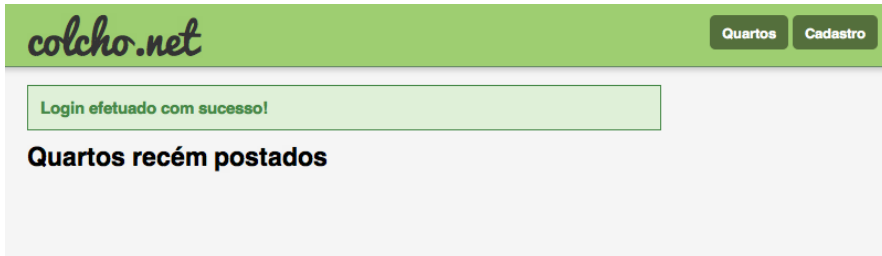 colcho.net
Quartos Cadastro
Login efetuado com sucesso!
Quartos recém postados